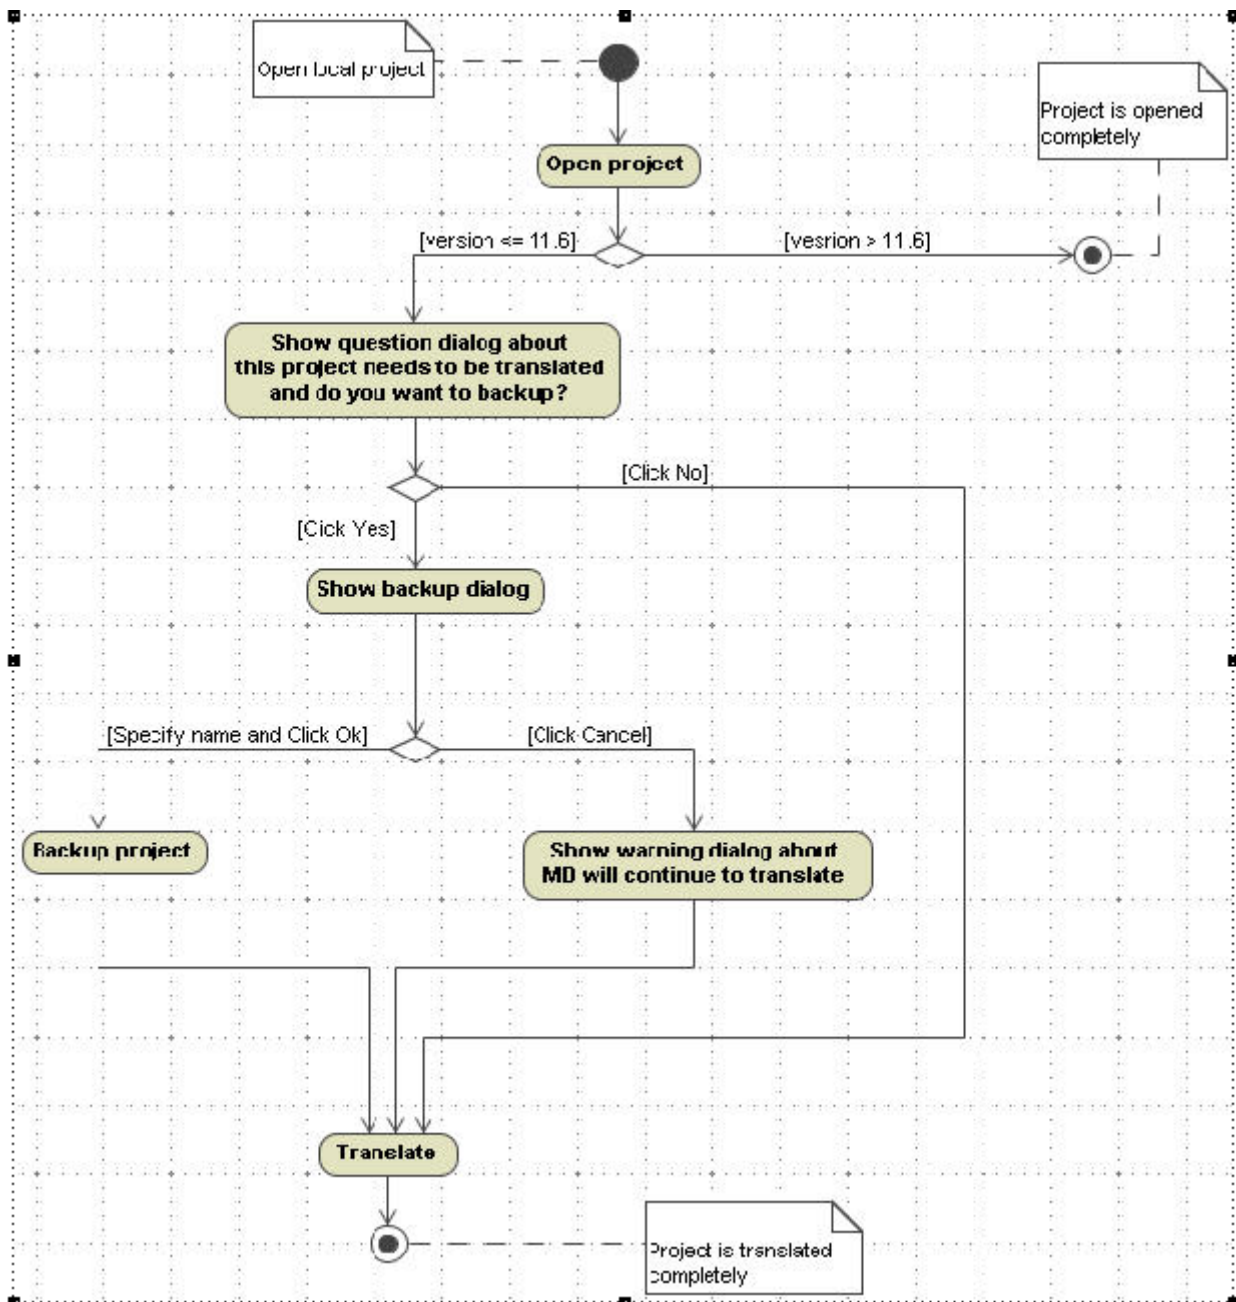 Open local project
Project is opened
completely
Open project
[version <= 11.6]
[vesrion > 11.6]
Show question dialog about
this project needs to be translated
and do you want to backup?
[Click No]
[Cick Yes]
Show backup dialog
[Specify name and Click Ok]
[Click Cancel]
Backup project
Show warning dialog about
MD will continue to translate
Translate
Project is translated
completely